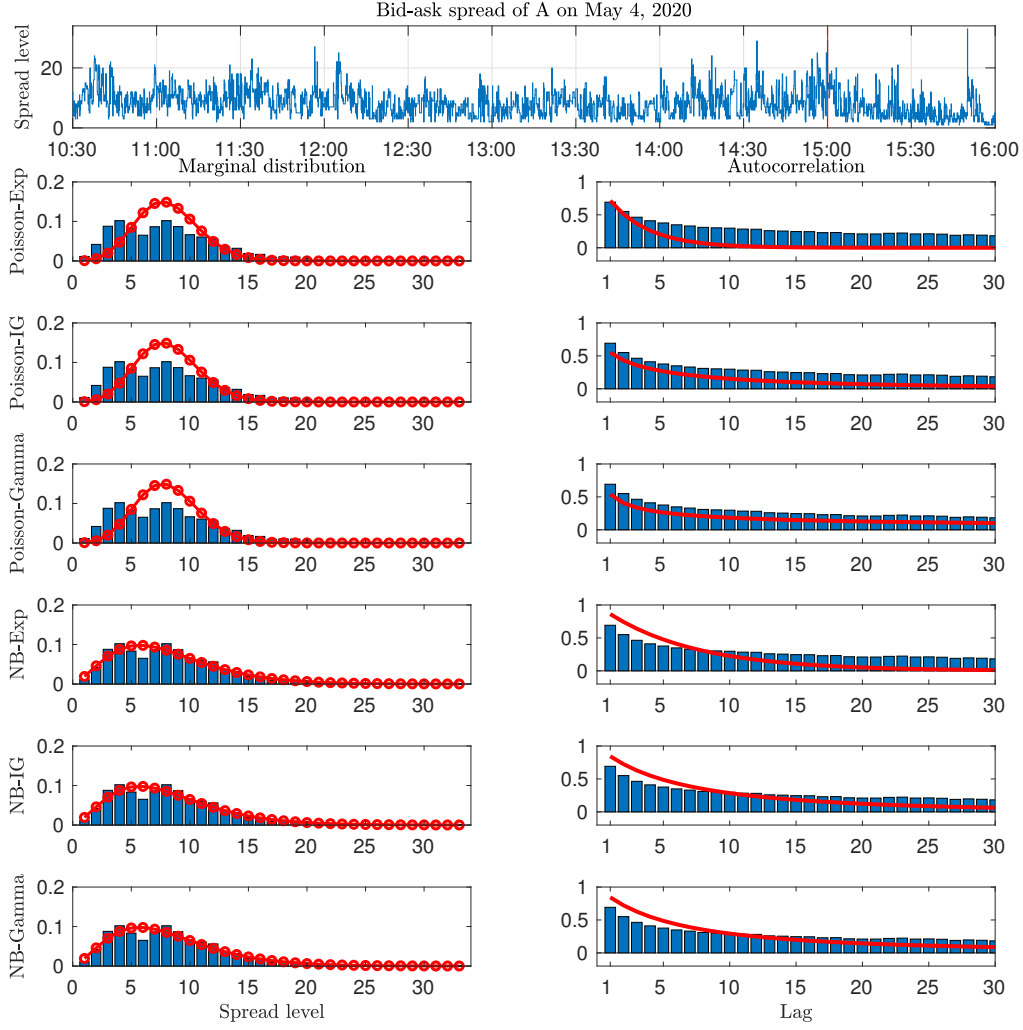 Bid-ask spread of A on May 4, 2020
Spread level
20
0
10:30 11:00 11:30 12:00 12:30 13:00 13:30 14:00 14:30 15:00 15:30 16:00
Marginal distribution
Autocorrelation
Poisson-Exp
0.2
0.1
0
0 5 10 15 20 25 30
1
0.5
0
1 5 10 15 20 25 30
Poisson-IG
0.2
0.1
0
0 5 10 15 20 25 30
1
0.5
0
1 5 10 15 20 25 30
Poisson-Gamma
0.2
0.1
0
0 5 10 15 20 25 30
1
0.5
0
1 5 10 15 20 25 30
NB-Exp
0.2
0.1
0
0 5 10 15 20 25 30
1
0.5
0
1 5 10 15 20 25 30
NB-IG
0.2
0.1
0
0 5 10 15 20 25 30
1
0.5
0
1 5 10 15 20 25 30
NB-Gamma
0.2
0.1
0
0 5 10 15 20 25 30
1
0.5
0
1 5 10 15 20 25 30
Spread level
Lag